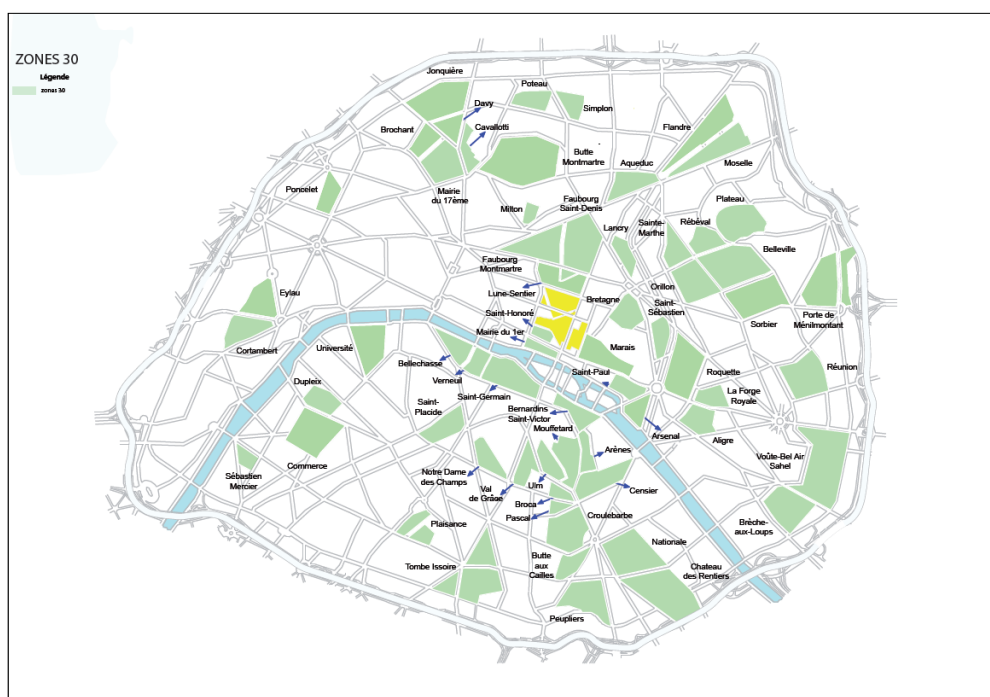 ZONES 30
Légende
zonas 30
Jonquière
Poteau
Davy
Simplon
Cavallotti
Brochant
Flandre
Butte
Montmartre
Aqueduc
Moselle
Poncelet
Mairie
du 17ème
Milton
Faubourg
Saint-Denis
Lancry
Sainte-
Marthe
Rébéval
Plateau
Belleville
Faubourg
Montmartre
Eylau
Lune-Sentier
Bretagne
Orillon
Saint-
Sébastien
Saint-Honoré
Mairie du 1er
Sorbier
Porte de
Ménilmontant
Cortambert
Université
Marais
Bellechasse
Verneuil
Saint-Paul
Roquette
Réunion
Dupleix
Saint-Germain
La Forge
Royale
Saint-
Placide
Bernardins
Saint-Victor
Mouffetard
Arsenal
Aligre
Arènes
Voûte-Bel Air
Sahel
Commerce
Sébastien
Mercier
Notre Dame
des Champs
Val
de Grâce
Ulm
Censier
Broca
Pascal
Croulebarbe
Plaisance
Brèche-
aux-Loups
Nationale
Tombe Issoire
Butte
aux
Cailles
Chateau
des Rentiers
Peupliers